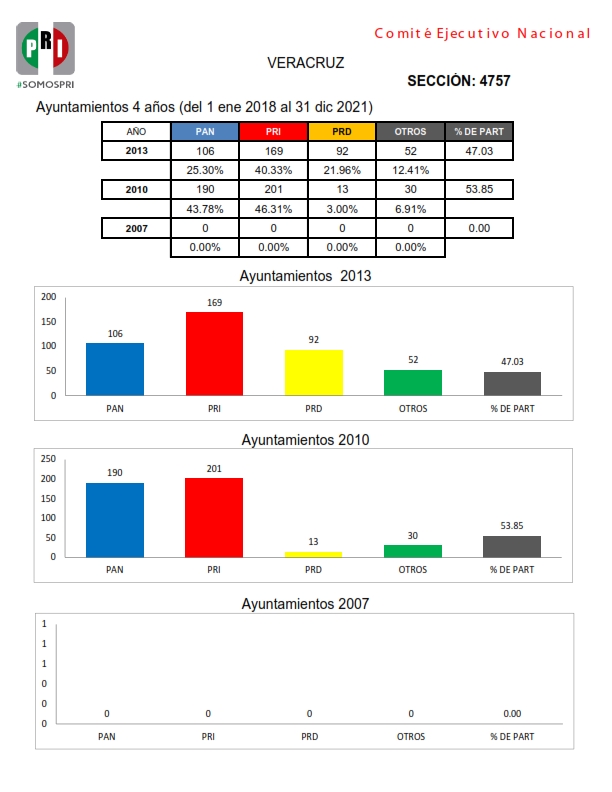 Comité Ejecutivo Nacional
PRI
#SOMOSPRI
VERACRUZ
SECCIÓN: 4757
Ayuntamientos 4 años (del 1 ene 2018 al 31 dic 2021)
AÑO PAN PRI PRD OTROS % DE PART
2013 106 169 92 52 47.03
25.30% 40.33% 21.96% 12.41%
2010 190 201 13 30 53.85
43.78% 46.31% 3.00% 6.91%
2007 0 0 0 0 0.00
0.00% 0.00% 0.00% 0.00%
Ayuntamientos 2013
200
150
100
50
0
106 169 92 52 47.03
PAN PRI PRD OTROS % DE PART
Ayuntamientos 2010
250
200
150
100
50
0
190 201 13 30 53.85
PAN PRI PRD OTROS % DE PART
Ayuntamientos 2007
1
1
1
0
0
0
0 0 0 0 0.00
PAN PRI PRD OTROS % DE PART